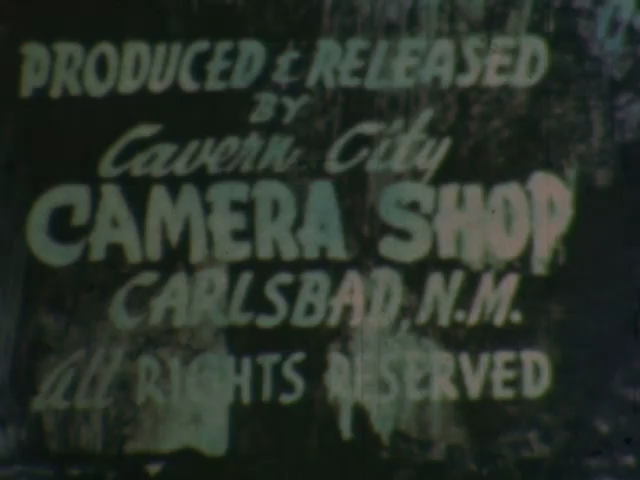 PRODUCED & RELEASED
BY
Cavern City
CAMERA SHOP
CARLSBAD, N.M.
all RIGHTS RESERVED